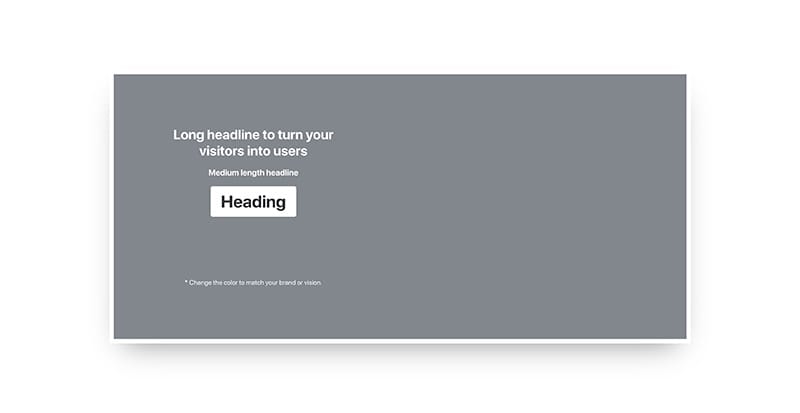 Long headline to turn your
visitors into users
Medium length headline
Heading
* Change the color to match your brand or vision